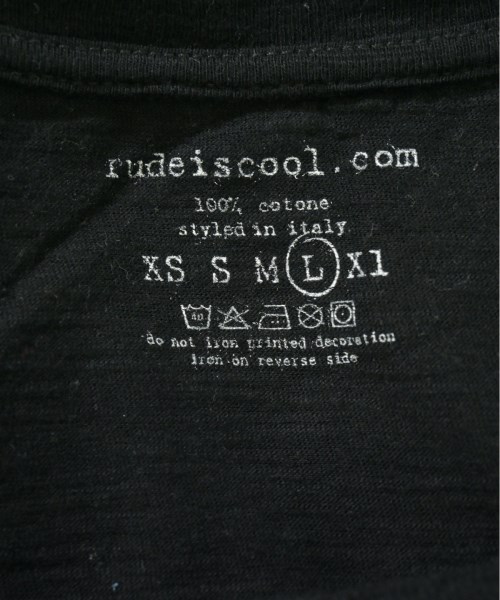 rudeiscool.com
100% cotone
styled in italy
XS S M L Xl
40
do not iron printed decoration
iron on reverse side